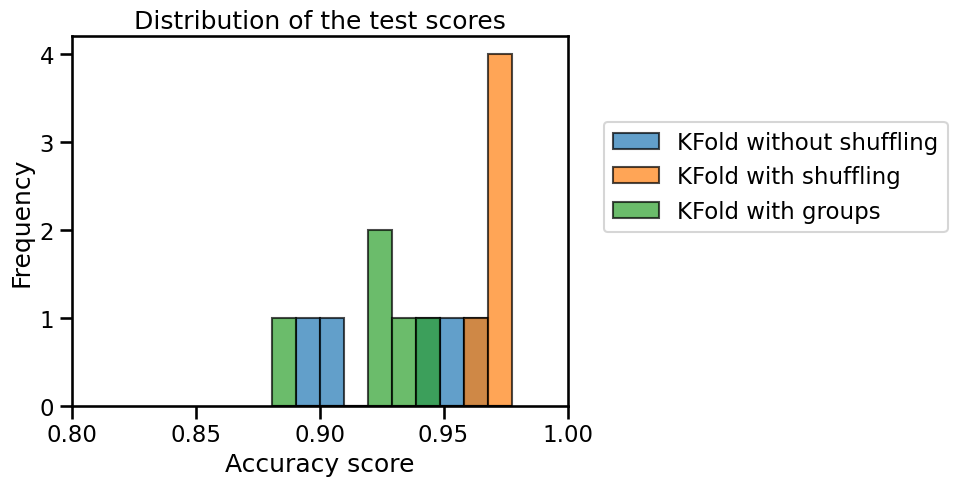 Distribution of the test scores
4
3
2
1
0
Frequency
0.80 0.85 0.90 0.95 1.00
Accuracy score
KFold without shuffling
KFold with shuffling
KFold with groups